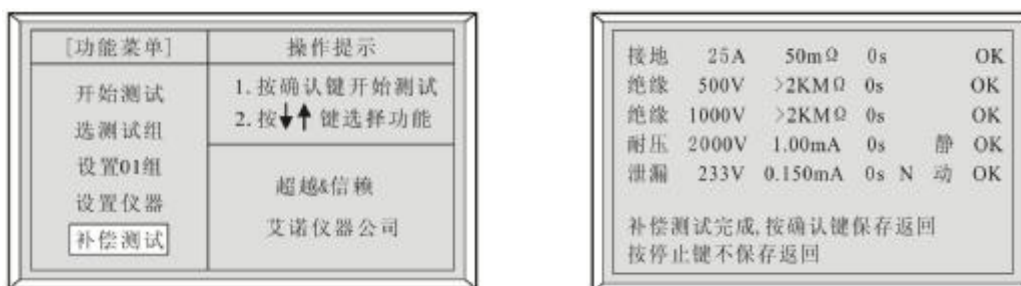 [功能菜单]
操作提示
开始测试
选测试组
设置01组
设置仪器
补偿测试
1. 按确认键开始测试
2. 按↓↑键选择功能
超越&信赖
艾诺仪器公司
接地 25A 50mΩ 0s OK
绝缘 500V >2KMΩ 0s OK
绝缘 1000V >2KMΩ 0s OK
耐压 2000V 1.00mA 0s 静 OK
泄漏 233V 0.150mA 0s N 动 OK
补偿测试完成,按确认键保存返回
按停止键不保存返回